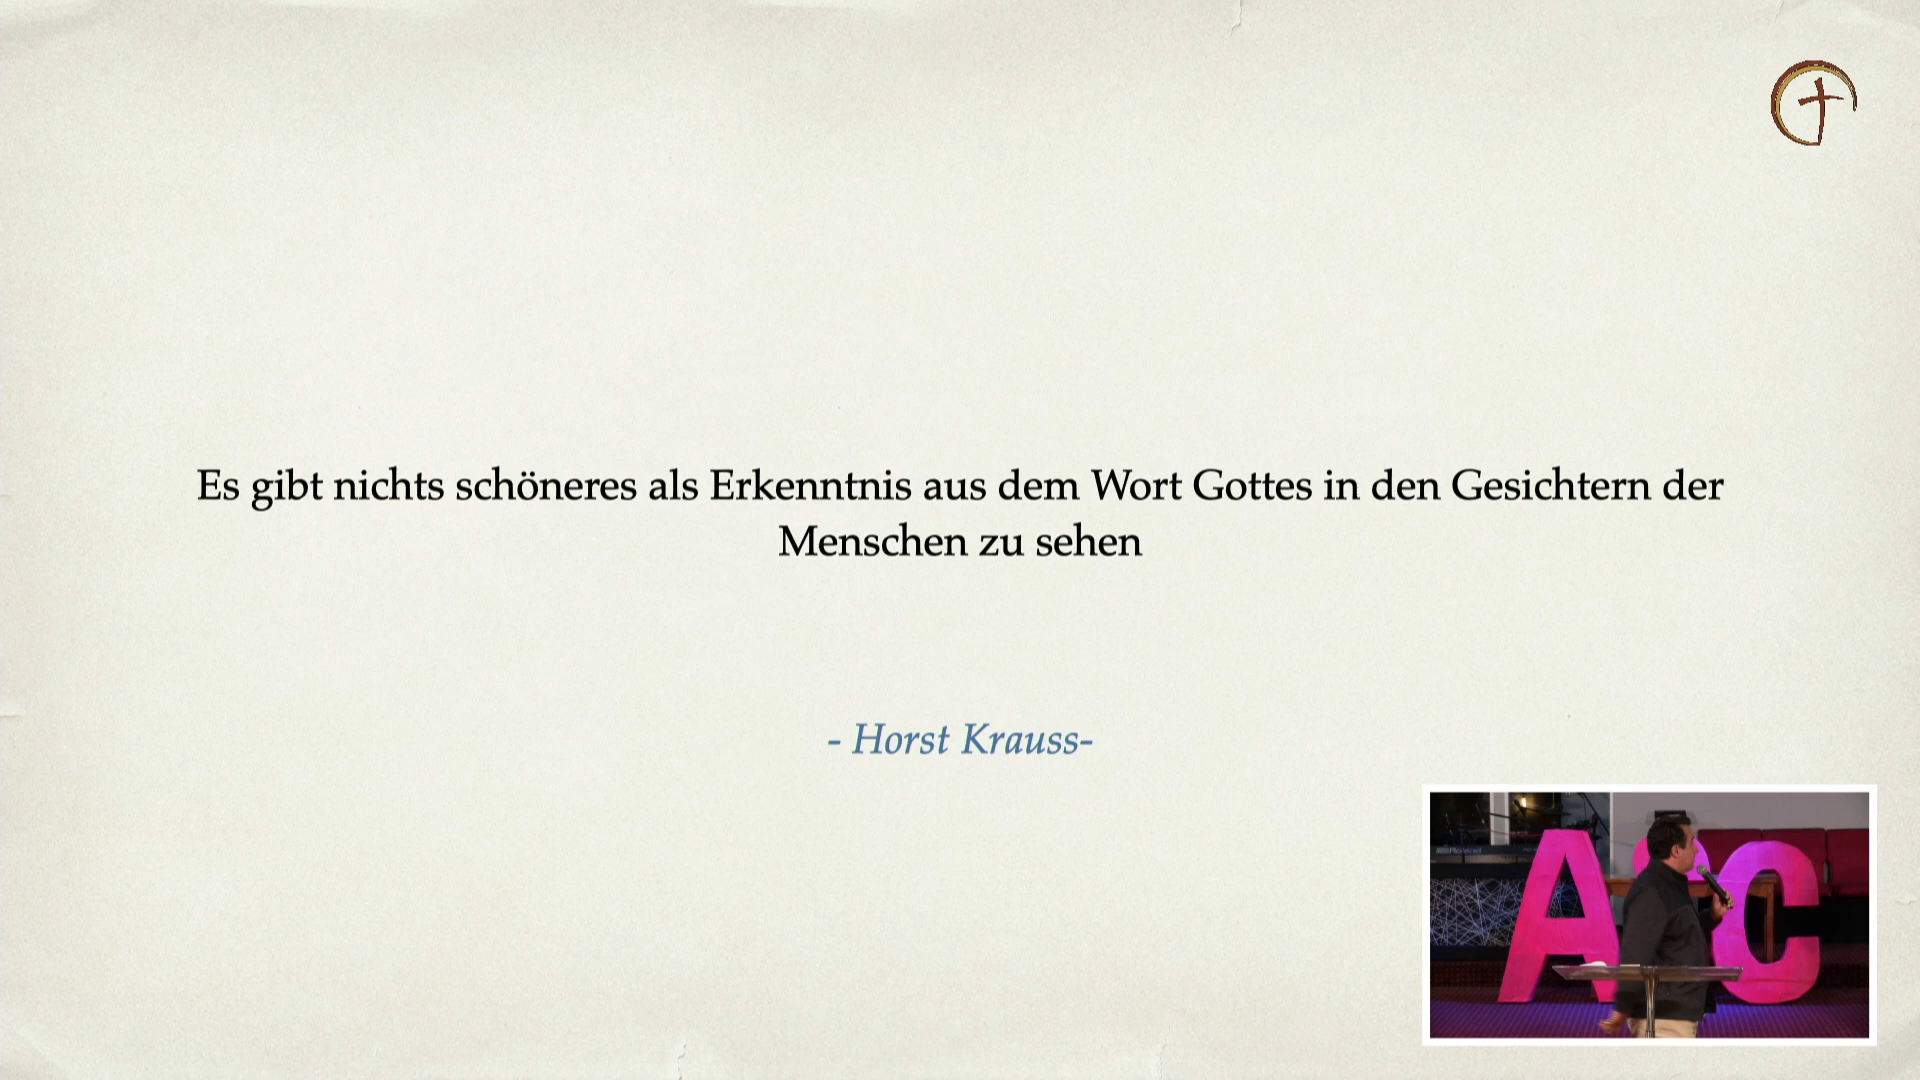 Es gibt nichts schöneres als Erkenntnis aus dem Wort Gottes in den Gesichtern der
Menschen zu sehen
- Horst Krauss-
Roland
A
C